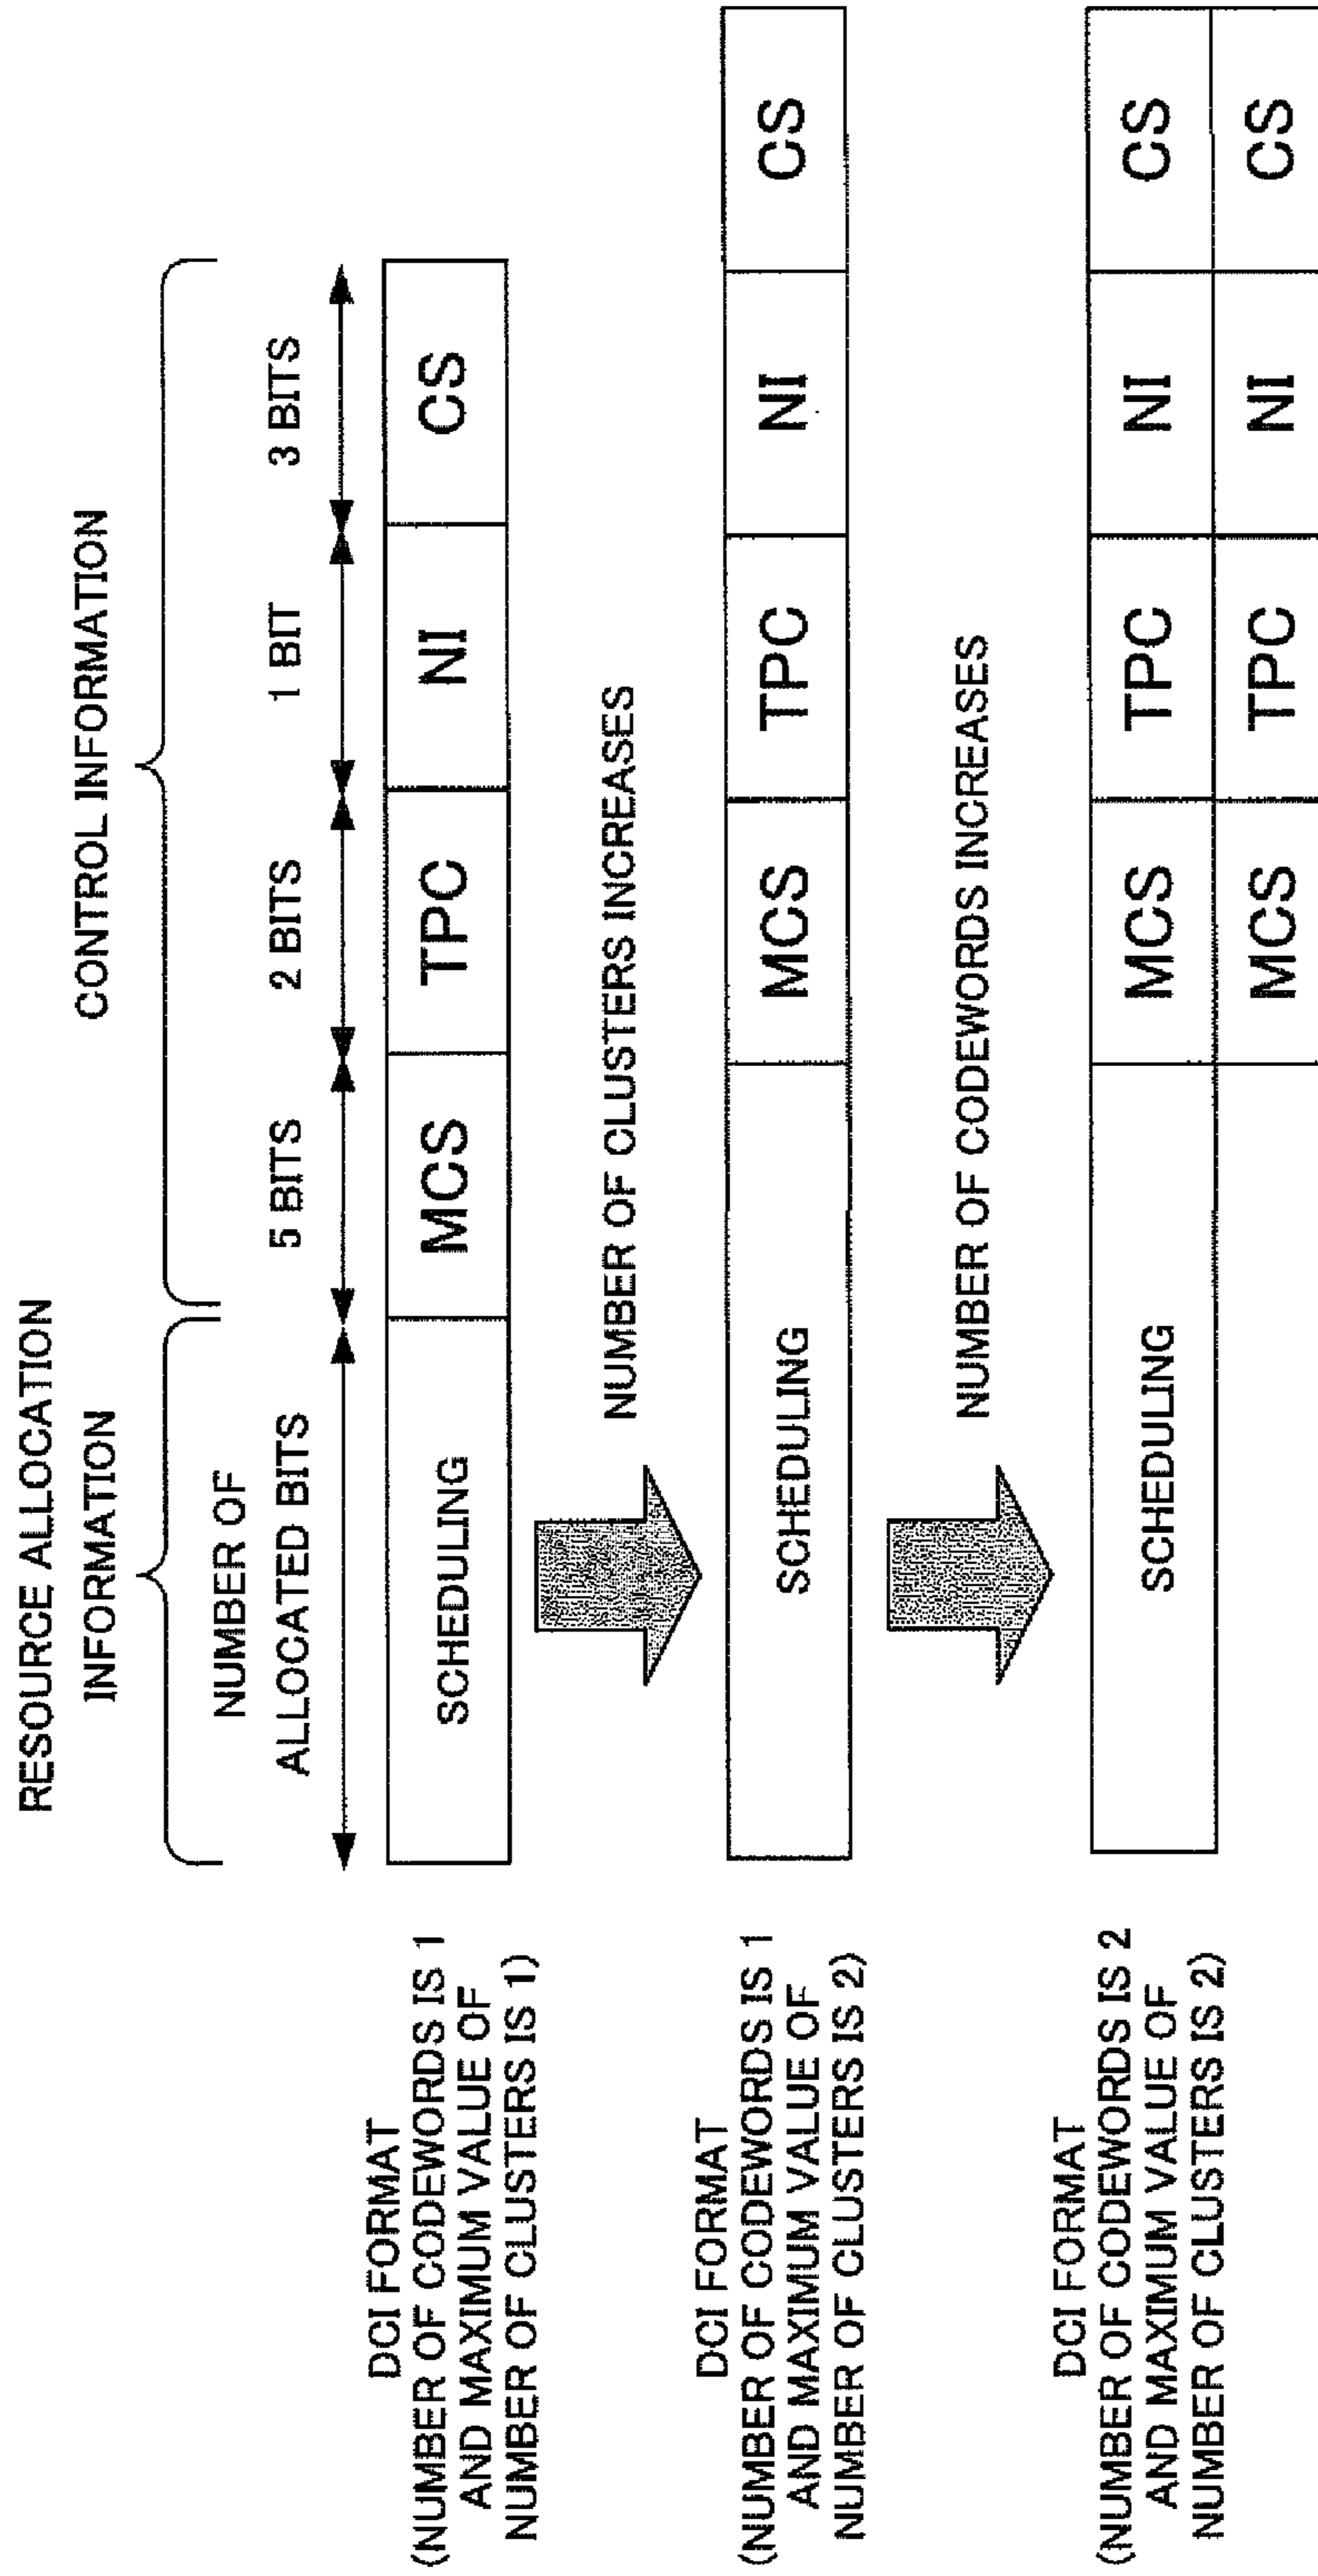 RESOURCE ALLOCATION
INFORMATION
CONTROL INFORMATION
NUMBER OF
ALLOCATED BITS
5 BITS
2 BITS
1 BIT
3 BITS
DCI FORMAT
(NUMBER OF CODEWORDS IS 1
AND MAXIMUM VALUE OF
NUMBER OF CLUSTERS IS 1)
SCHEDULING
MCS
TPC
NI
CS
NUMBER OF CLUSTERS INCREASES
DCI FORMAT
(NUMBER OF CODEWORDS IS 1
AND MAXIMUM VALUE OF
NUMBER OF CLUSTERS IS 2)
SCHEDULING
MCS
TPC
NI
CS
NUMBER OF CODEWORDS INCREASES
DCI FORMAT
(NUMBER OF CODEWORDS IS 2
AND MAXIMUM VALUE OF
NUMBER OF CLUSTERS IS 2)
SCHEDULING
MCS
TPC
NI
CS
MCS
TPC
NI
CS